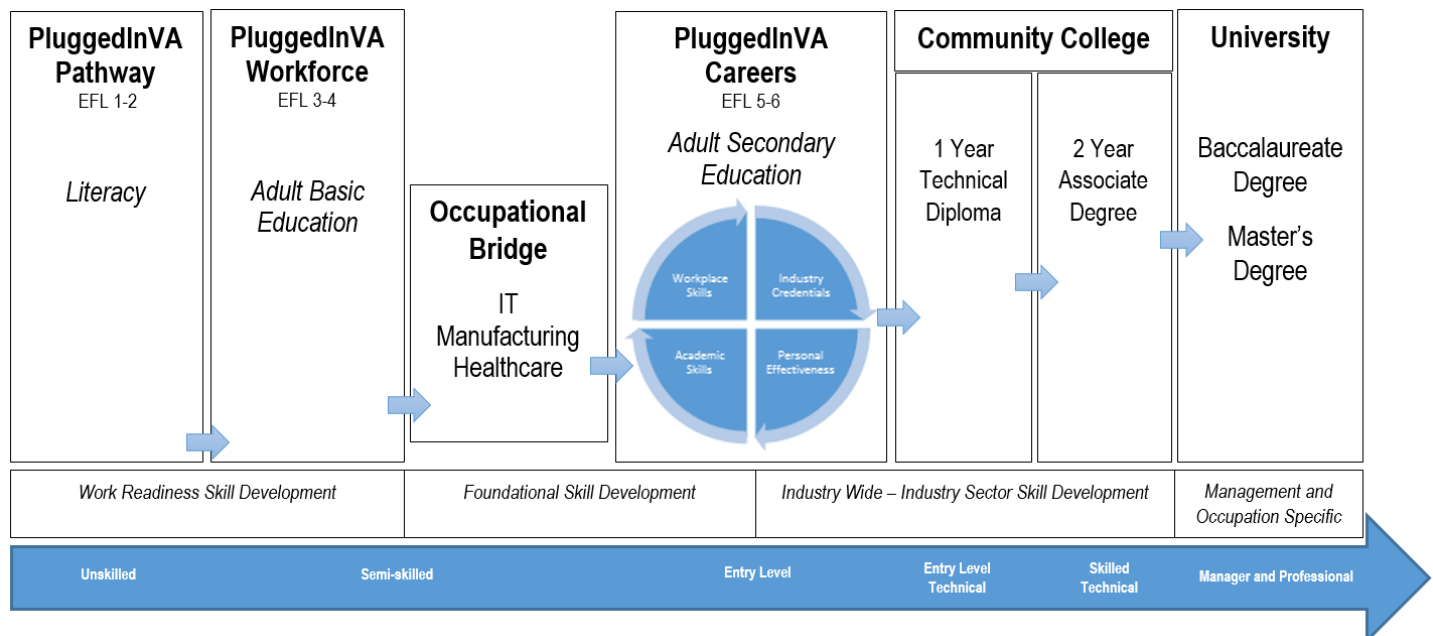 PluggedInVA
Pathway
EFL 1-2
Literacy
PluggedInVA
Workforce
EFL 3-4
Adult Basic
Education
Occupational
Bridge
IT
Manufacturing
Healthcare
PluggedInVA
Careers
EFL 5-6
Adult Secondary
Education
Workplace
Skills
Industry
Credentials
Academic
Skills
Personal
Effectiveness
Community College
1 Year
Technical
Diploma
2 Year
Associate
Degree
University
Baccalaureate
Degree
Master's
Degree
Work Readiness Skill Development
Foundational Skill Development
Industry Wide – Industry Sector Skill Development
Management and
Occupation Specific
Unskilled
Semi-skilled
Entry Level
Entry Level
Technical
Skilled
Technical
Manager and Professional